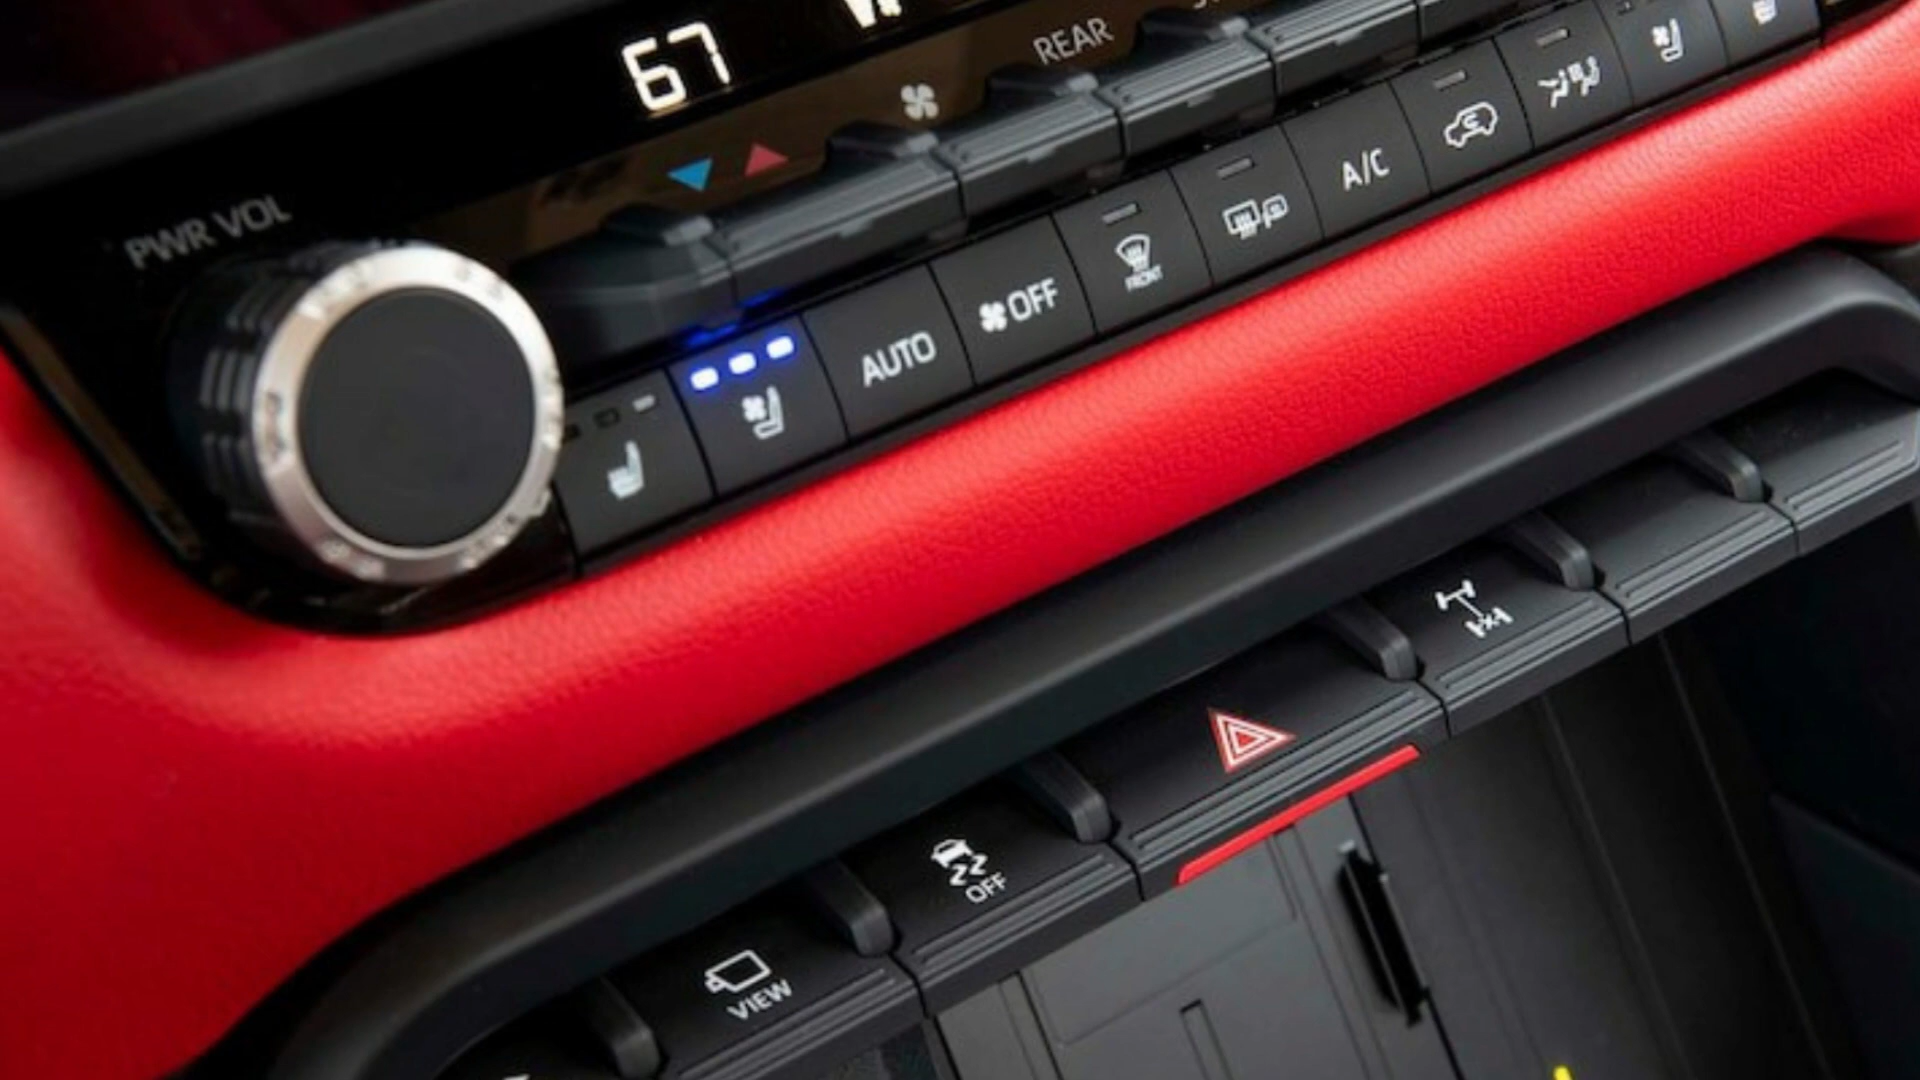 67
REAR
PWR VOL
A/C
FRONT
OFF
AUTO
OFF
VIEW